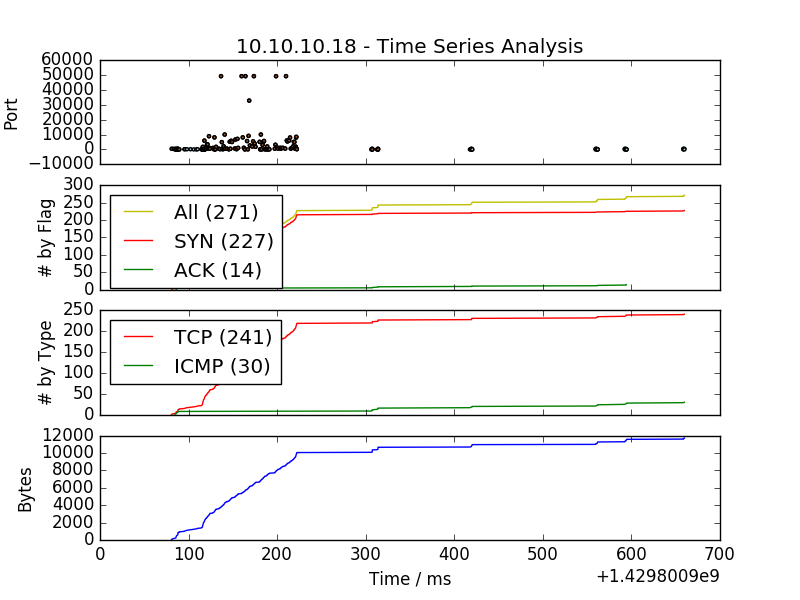 10.10.10.18 - Time Series Analysis
60000
50000
40000
30000
20000
10000
0
−10000
Port
300
250
200
150
100
50
0
# by Flag
All (271)
SYN (227)
ACK (14)
250
200
150
100
50
0
# by Type
TCP (241)
ICMP (30)
12000
10000
8000
6000
4000
2000
0
Bytes
0 100 200 300 400 500 600 700
Time / ms
+1.4298009e9